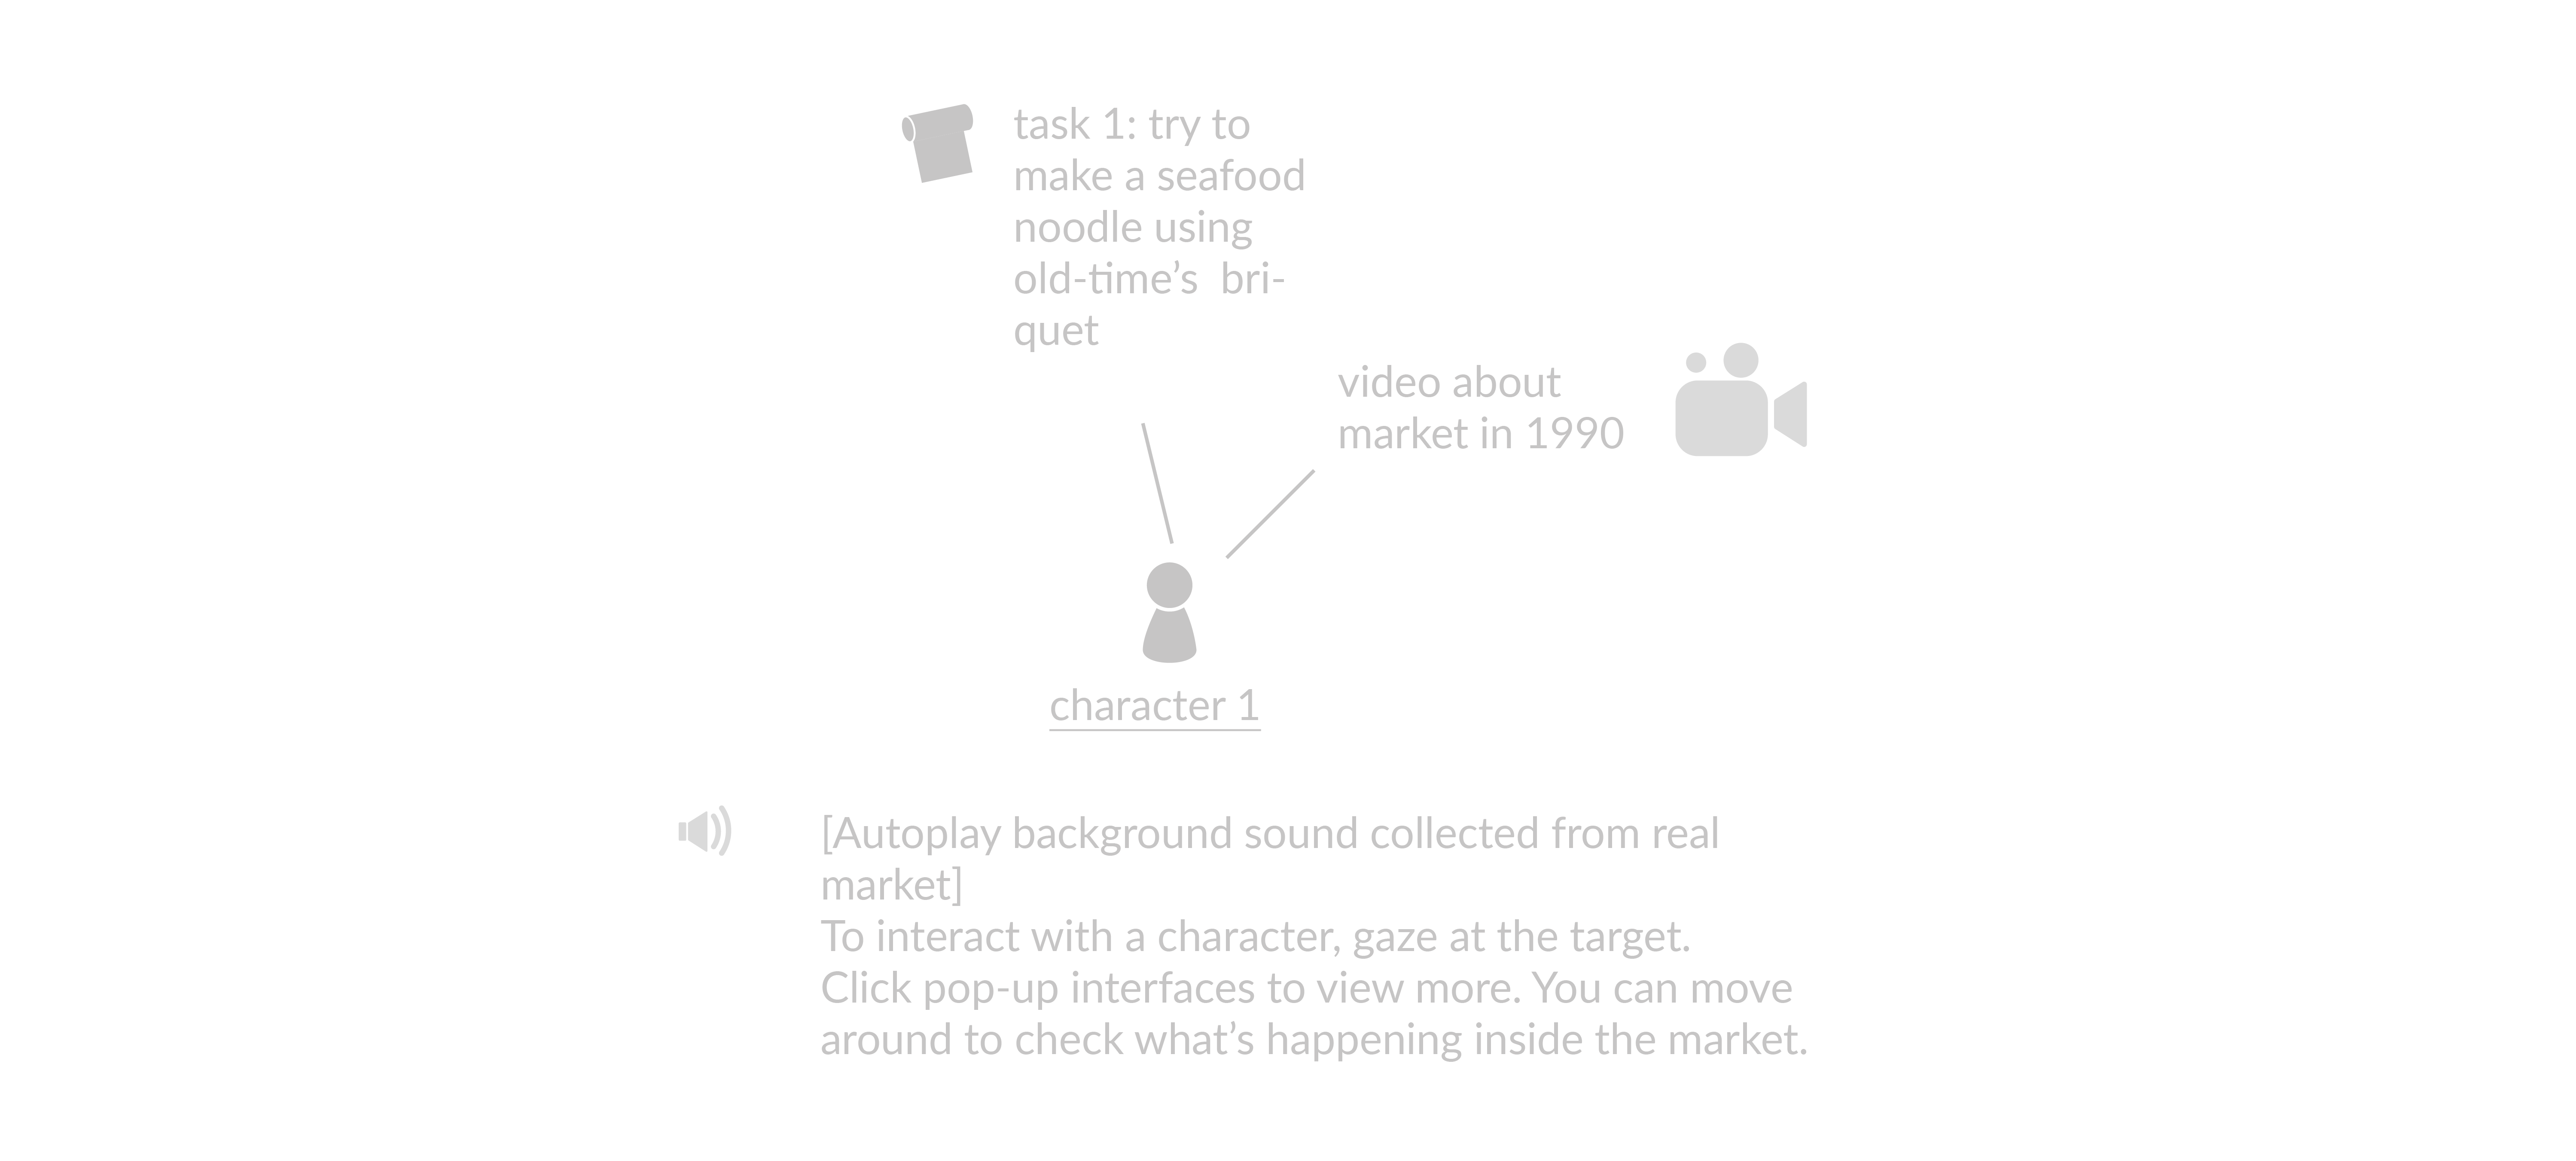 task 1: try to
make a seafood
noodle using
old-time’s  bri-
quet
video about
market in 1990
character 1
[Autoplay background sound collected from real
market]
To interact with a character, gaze at the target.
Click pop-up interfaces to view more. You can move
around to check what’s happening inside the market.